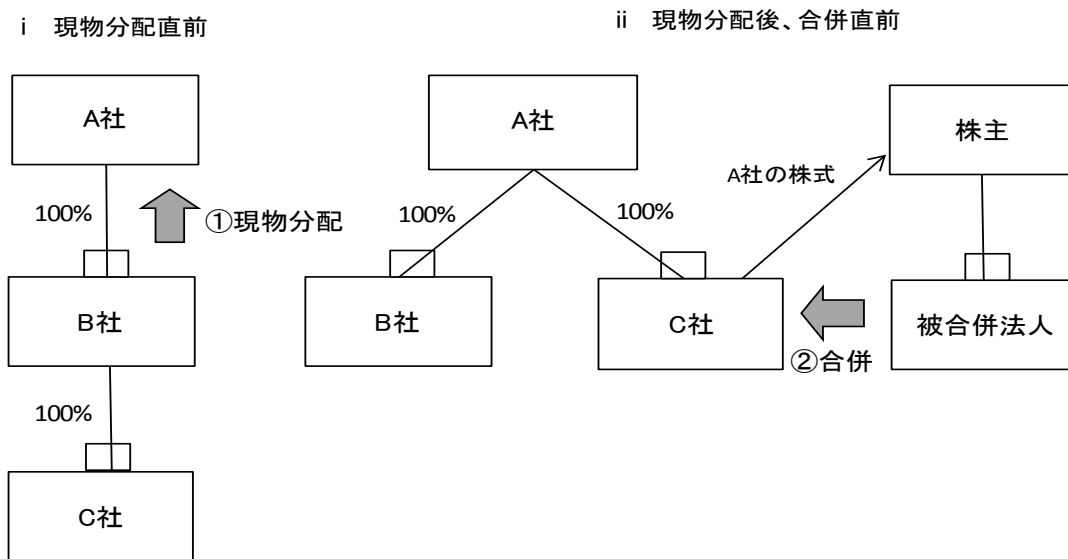 i 現物分配直前
A社
100%
①現物分配
B社
100%
C社
ii 現物分配後、合併直前
A社
100%
100%
B社
C社
A社の株式
株主
②合併
被合併法人